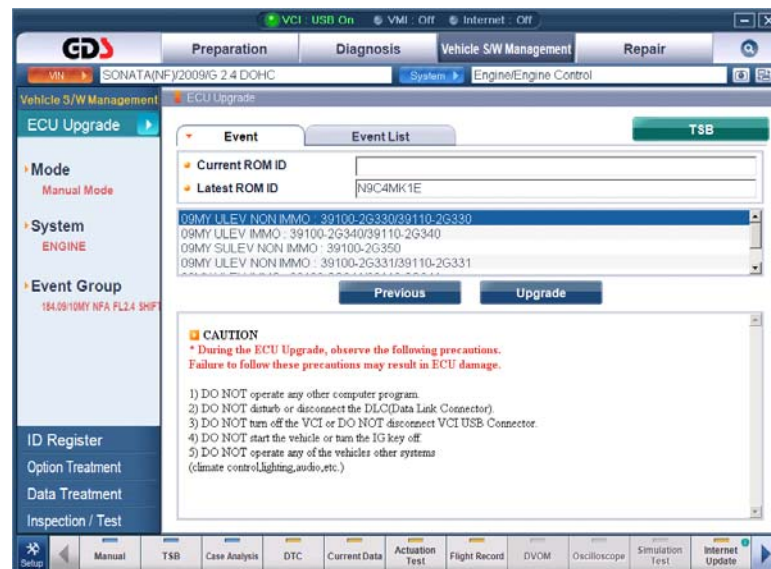 VCI : USB On VMI : Off Internet : Off
GDS Preparation Diagnosis Vehicle S/W Management Repair
VIN SONATA(NF)/2009/G 2.4 DOHC System Engine/Engine Control
Vehicle S/W Management ECU Upgrade
ECU Upgrade
Event Event List TSB
Current ROM ID
Latest ROM ID N9C4MK1E
Mode
Manual Mode
System
ENGINE
Event Group
184.09/10MY NFA FL2.4 SHIFT
09MY ULEV NON IMMO : 39100-2G330/39110-2G330
09MY ULEV IMMO : 39100-2G340/39110-2G340
09MY SULEV NON IMMO : 39100-2G350
09MY ULEV NON IMMO : 39100-2G331/39110-2G331
Previous Upgrade
CAUTION
* During the ECU Upgrade, observe the following precautions.
Failure to follow these precautions may result in ECU damage.
1) DO NOT operate any other computer program.
2) DO NOT disturb or disconnect the DLC(Data Link Connector).
3) DO NOT turn off the VCI or DO NOT disconnect VCI USB Connector.
4) DO NOT start the vehicle or turn the IG key off.
5) DO NOT operate any of the vehicles other systems
(climate control,lighting,audio,etc.)
ID Register
Option Treatment
Data Treatment
Inspection / Test
Setup Manual TSB Case Analysis DTC Current Data Actuation Test Flight Record DVOM Oscilloscope Simulation Test Internet Update